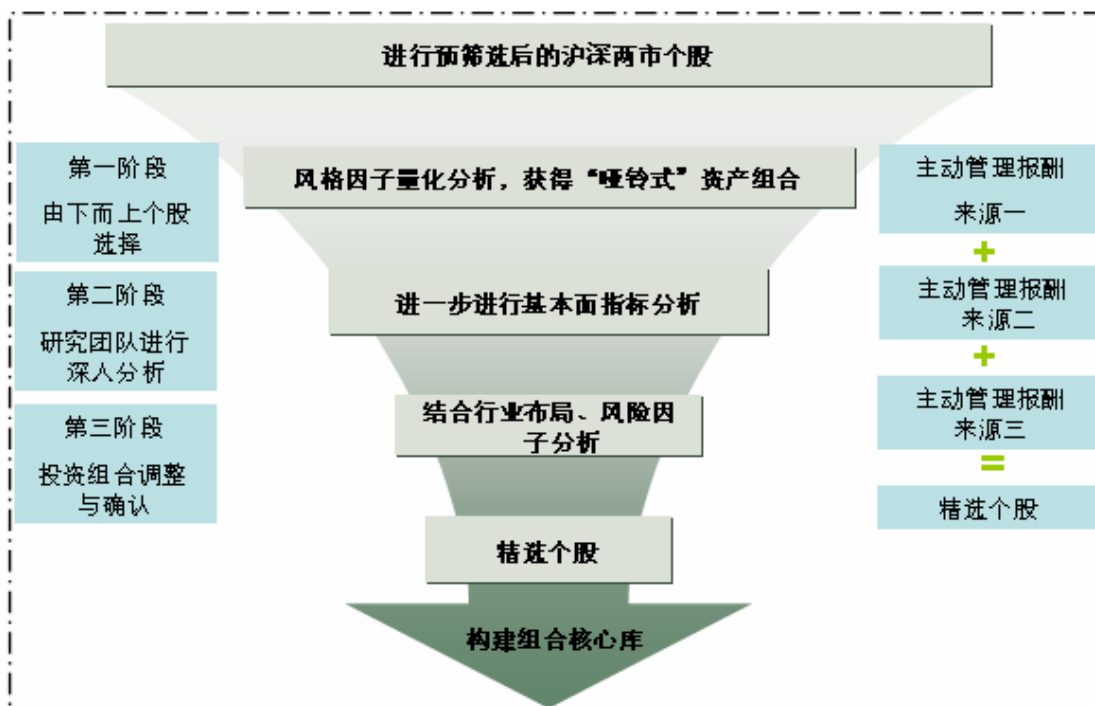 进行预筛选后的沪深两市个股
第一阶段
由下而上个股
选择
风格因子量化分析，获得“哑铃式”资产组合
主动管理报酬
来源一
+
第二阶段
研究团队进行
深入分析
进一步进行基本面指标分析
主动管理报酬
来源二
+
第三阶段
投资组合调整
与确认
结合行业布局、风险因
子分析
主动管理报酬
来源三
=
精选个股
精选个股
构建组合核心库